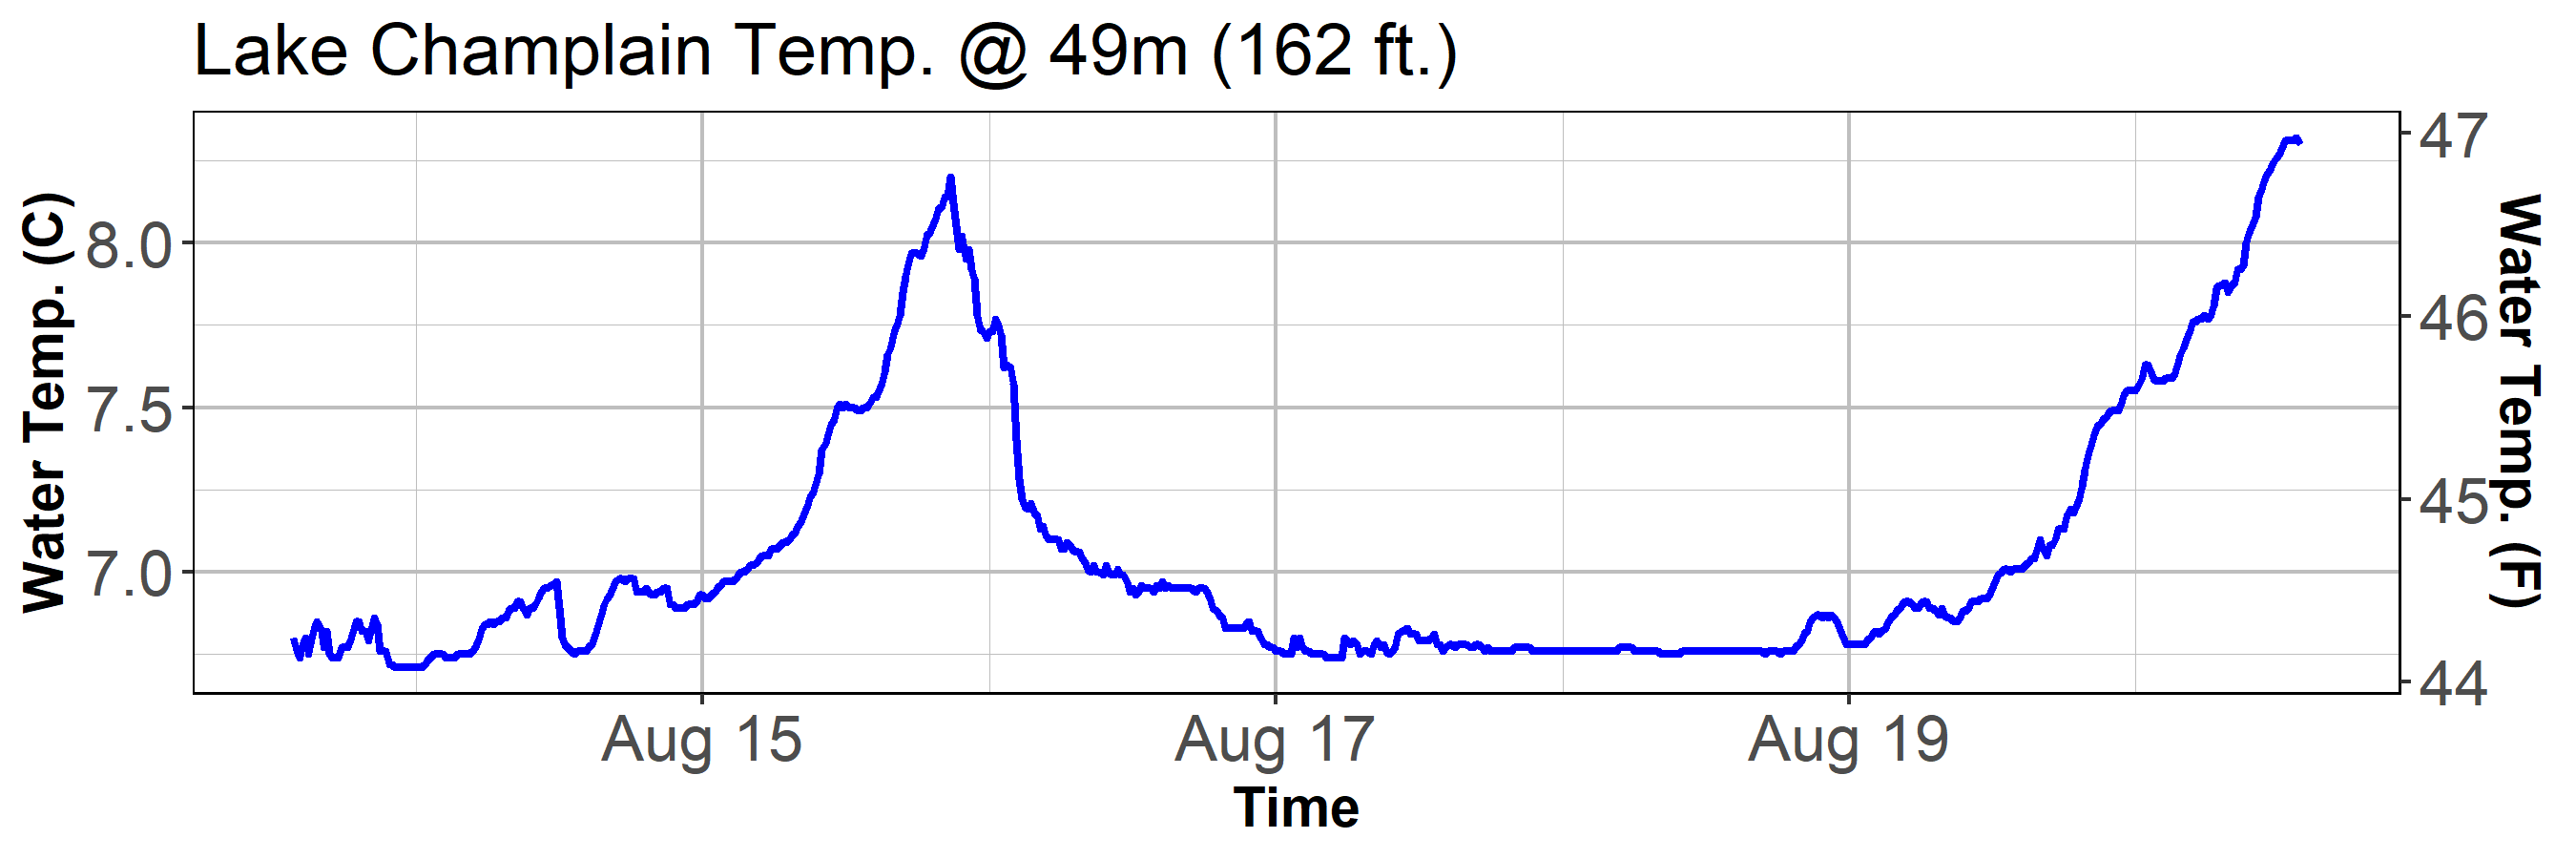 Lake Champlain Temp. @ 49m (162 ft.)
Water Temp. (C)
8.0
7.5
7.0
47
46
45
44
Water Temp. (F)
Aug 15
Aug 17
Aug 19
Time